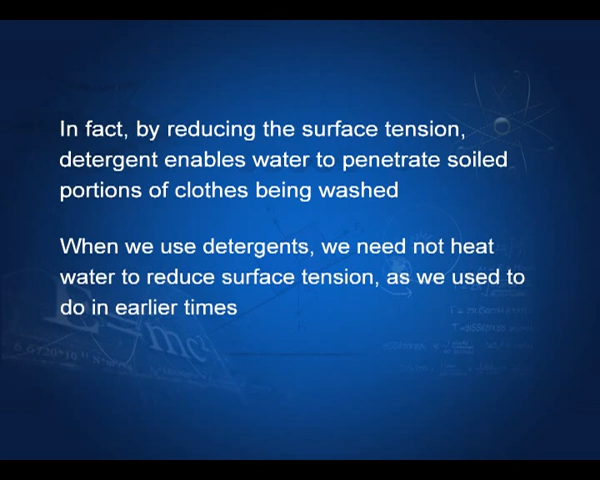 In fact, by reducing the surface tension,
detergent enables water to penetrate soiled
portions of clothes being washed
When we use detergents, we need not heat
water to reduce surface tension, as we used to
do in earlier times
E=mc²